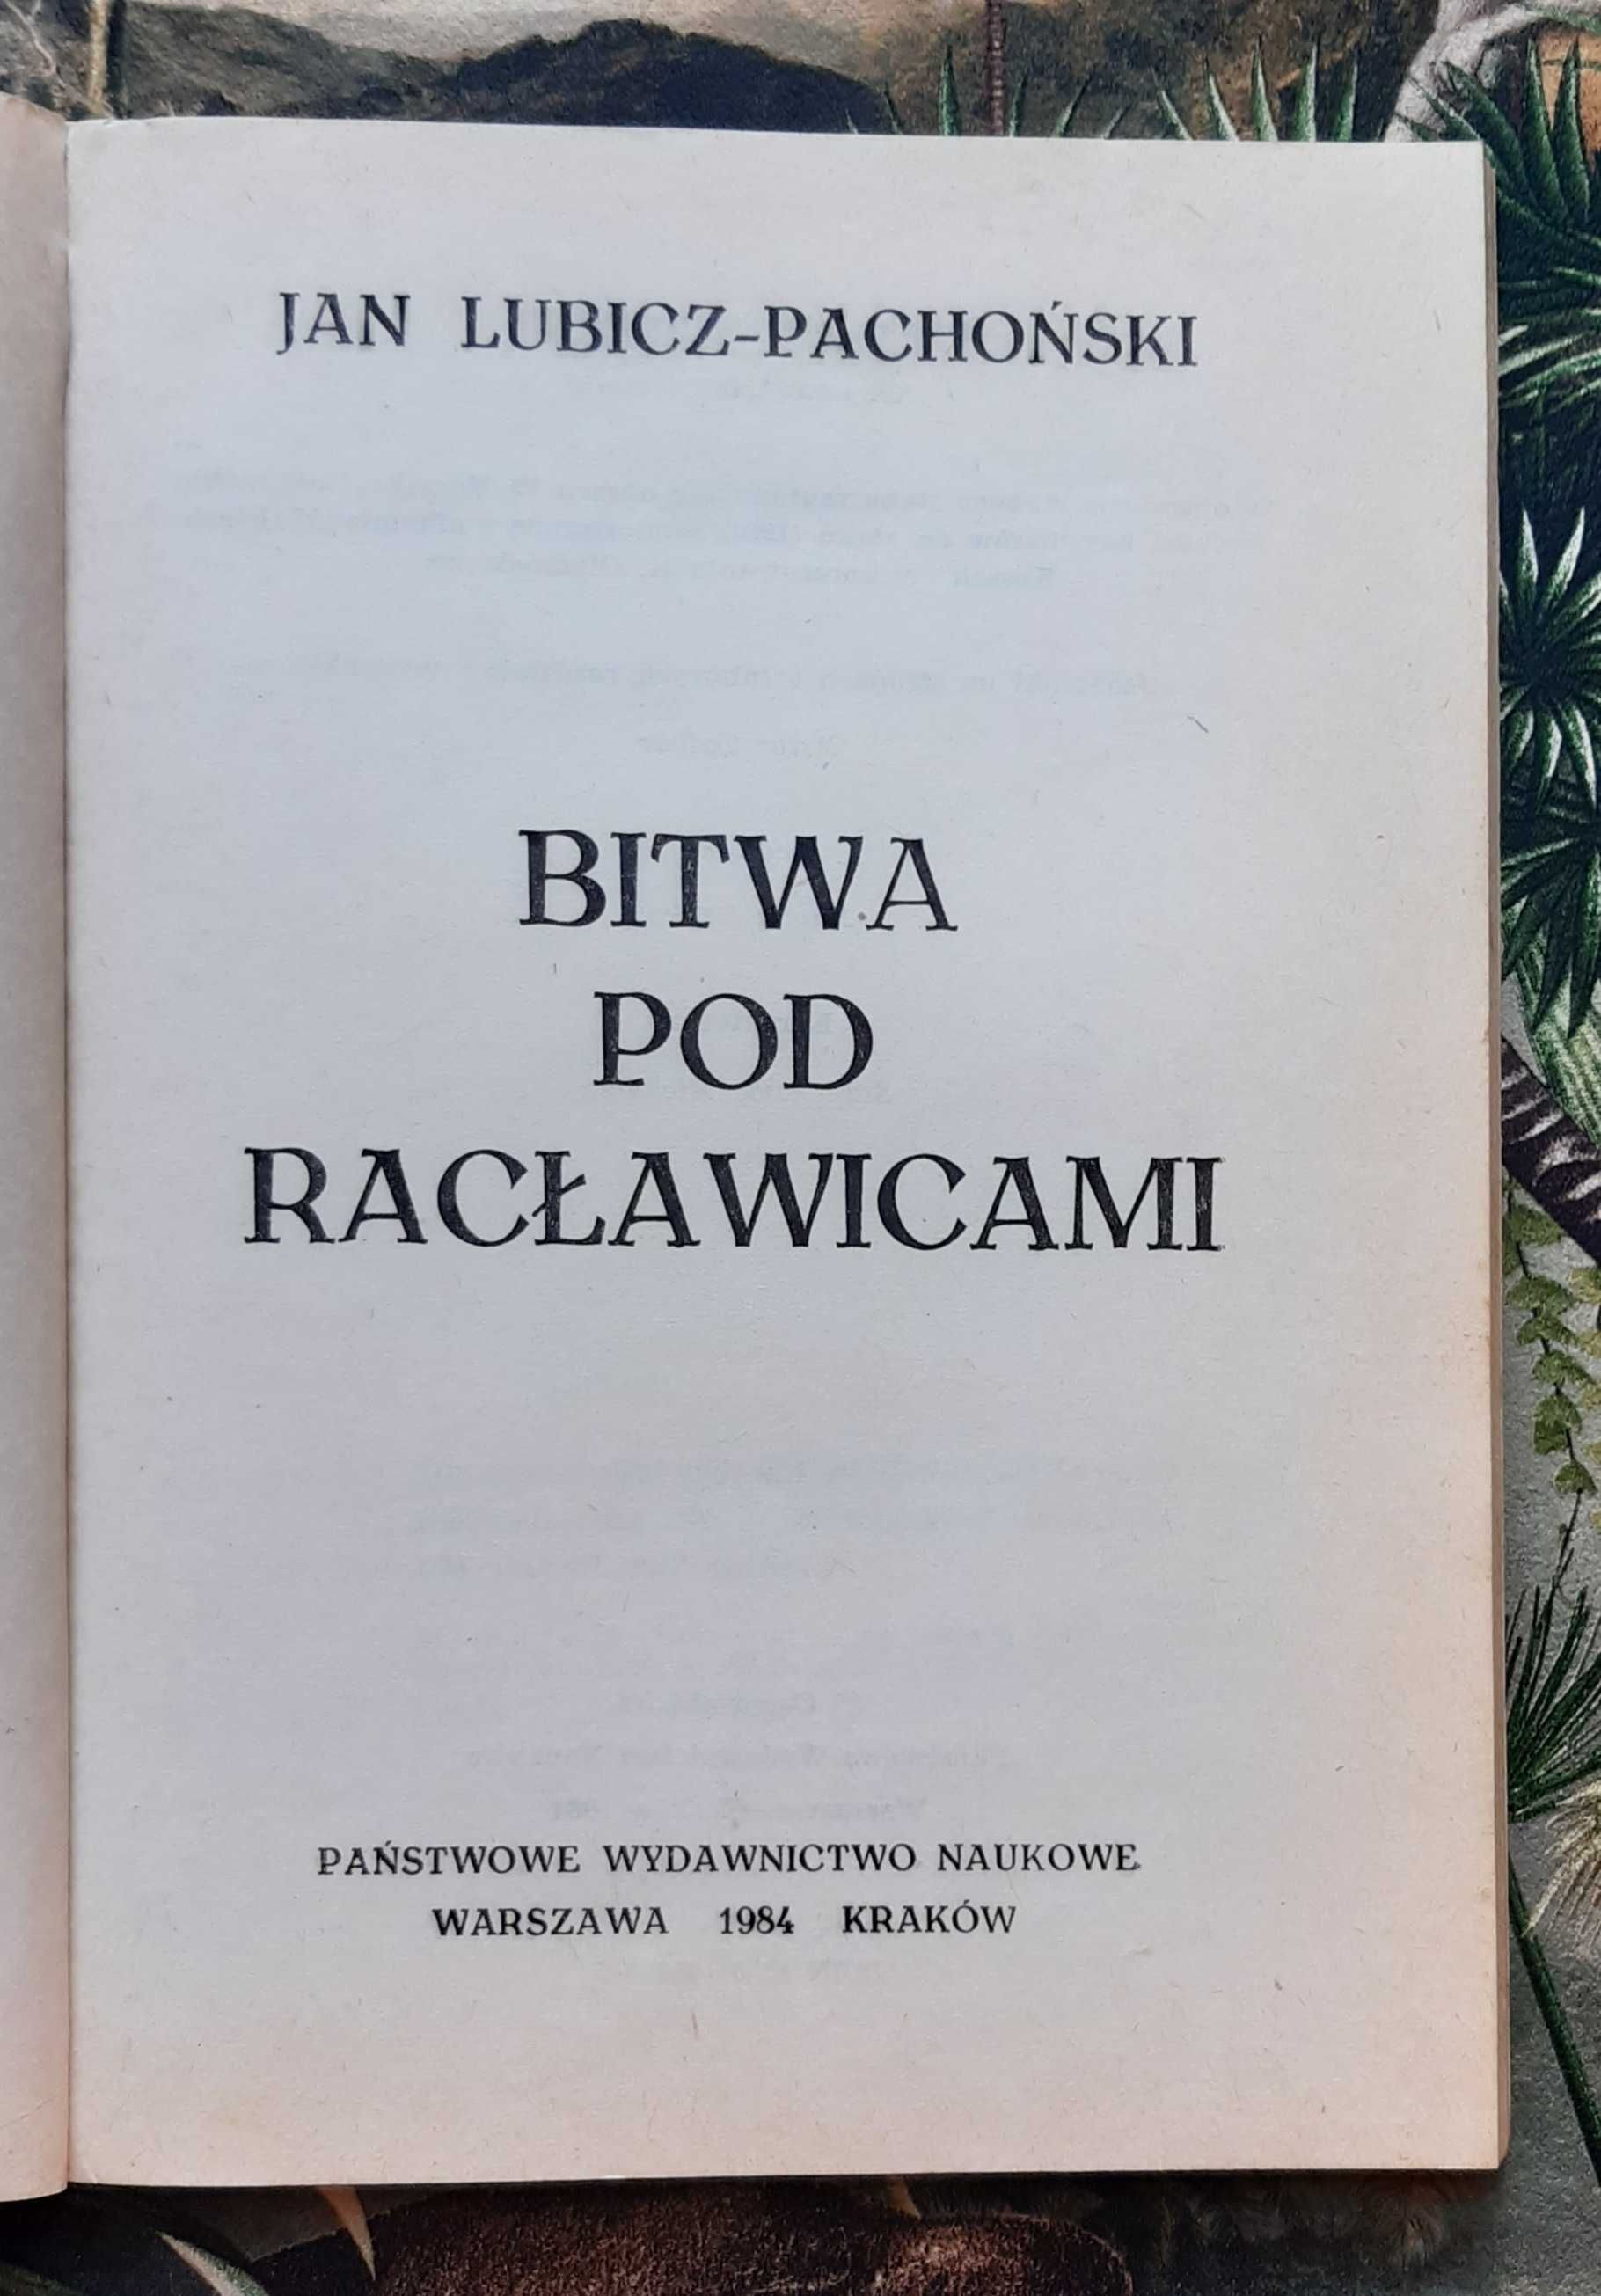 JAN LUBICZ-PACHOŃSKI
BITWA
POD
RACŁAWICAMI
PAŃSTWOWE WYDAWNICTWO NAUKOWE
WARSZAWA 1984 KRAKÓW